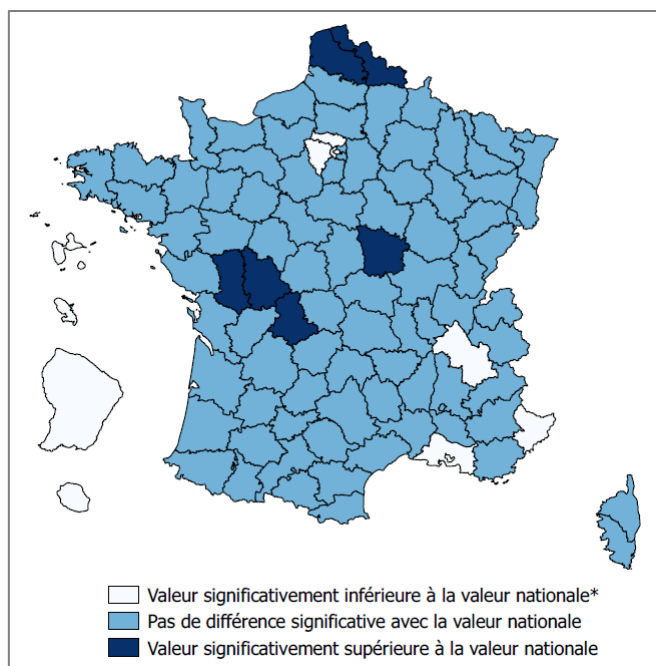 Valeur significativement inférieure à la valeur nationale*
Pas de différence significative avec la valeur nationale
Valeur significativement supérieure à la valeur nationale